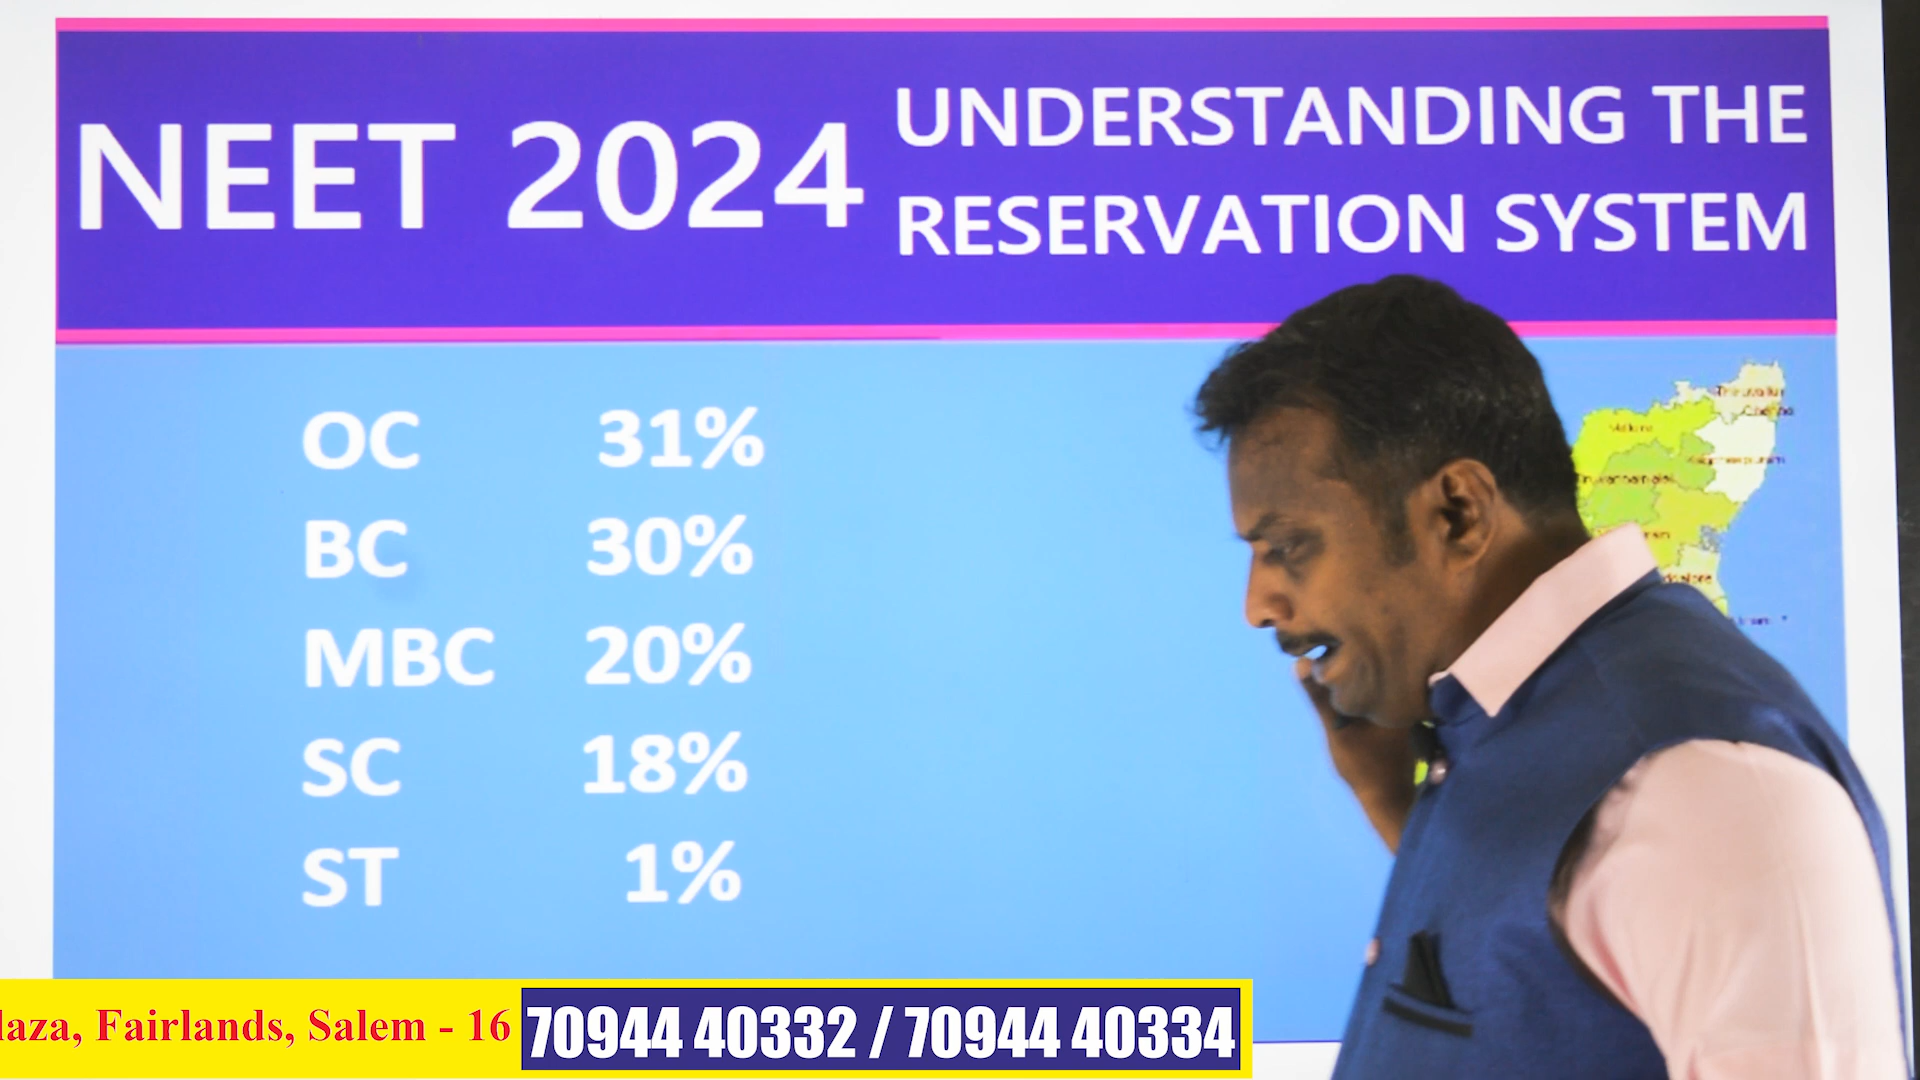 NEET 2024
UNDERSTANDING THE
RESERVATION SYSTEM
OC 31%
BC 30%
MBC 20%
SC 18%
ST 1%
Fairlands, Salem - 16
70944 40332 / 70944 40334